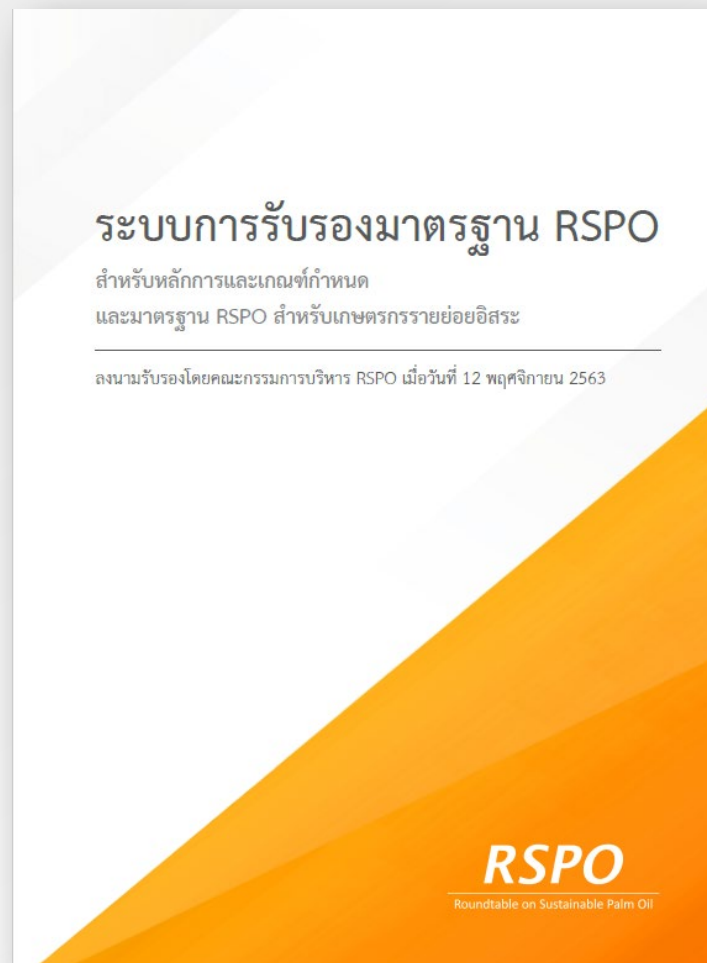 ระบบการรับรองมาตรฐาน RSPO
สำหรับหลักการและเกณฑ์กำหนด
และมาตรฐาน RSPO สำหรับเกษตรกรรายย่อยอิสระ
ลงนามรับรองโดยคณะกรรมการบริหาร RSPO เมื่อวันที่ 12 พฤศจิกายน 2563
RSPO
Roundtable on Sustainable Palm Oil